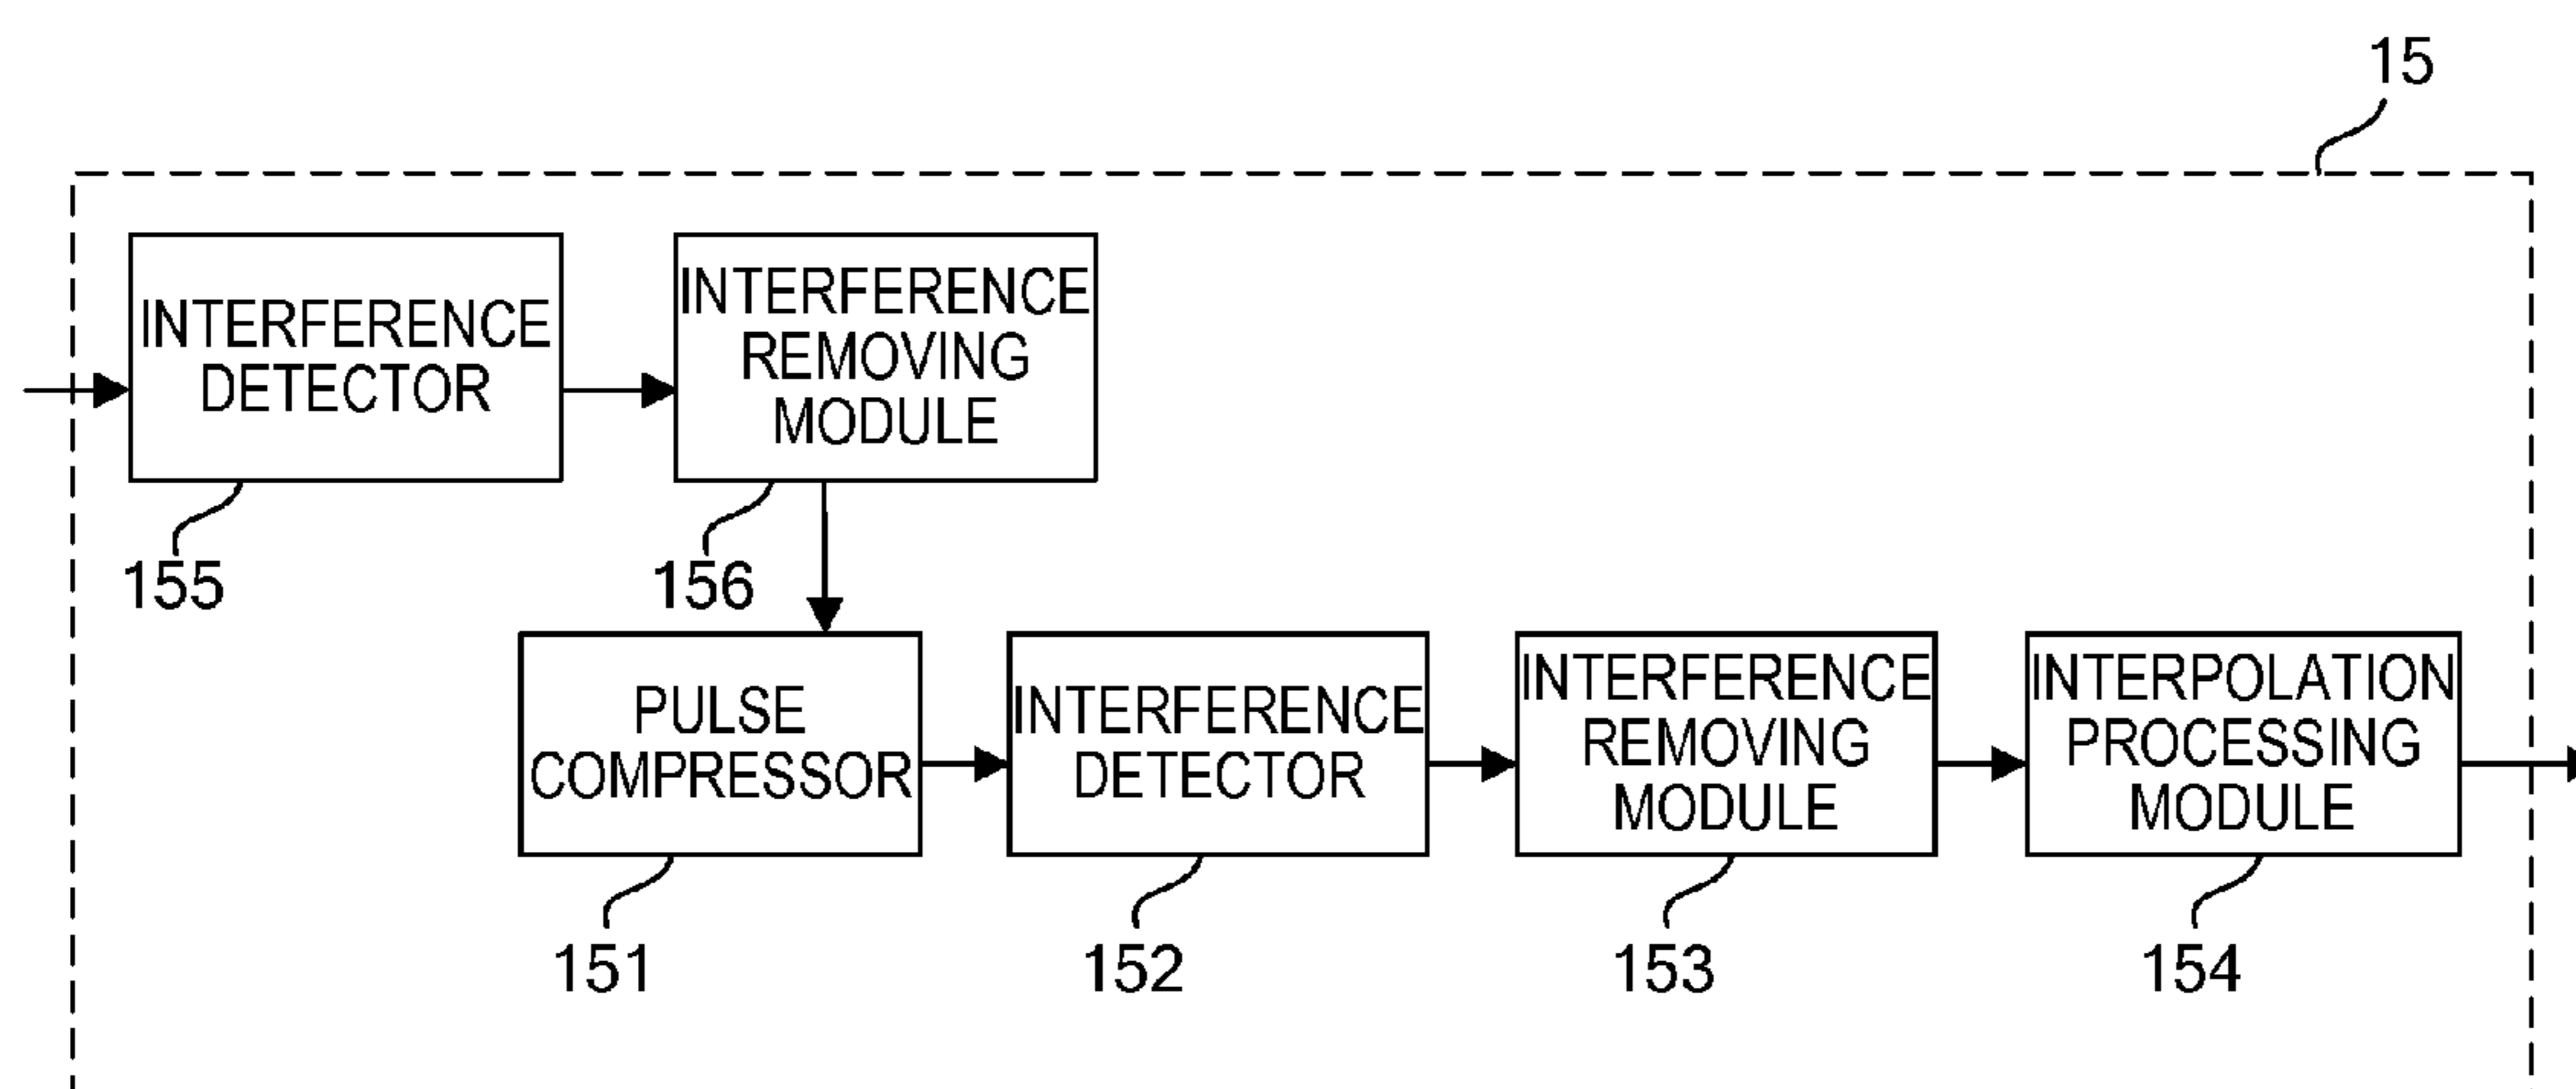 15
INTERFERENCE
DETECTOR
INTERFERENCE
REMOVING
MODULE
155
156
PULSE
COMPRESSOR
INTERFERENCE
DETECTOR
INTERFERENCE
REMOVING
MODULE
INTERPOLATION
PROCESSING
MODULE
151
152
153
154